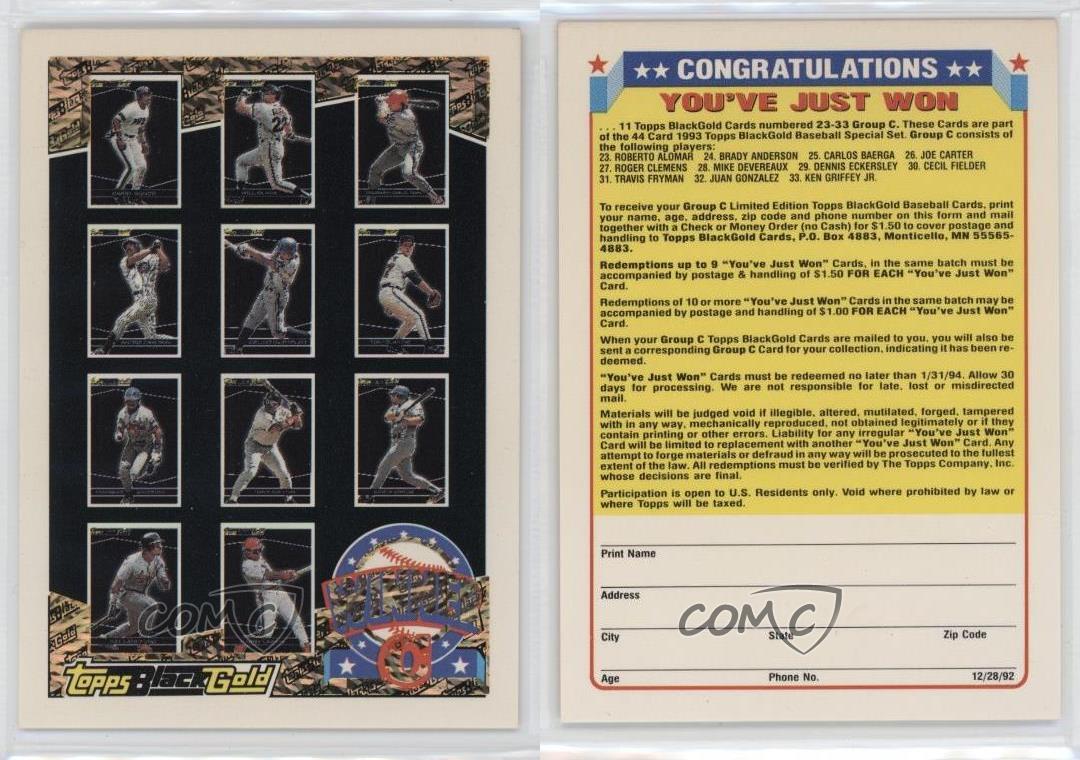 Topps BlackGold
22
WINNER
C
COMC
Topps BlackGold
CONGRATULATIONS
YOU'VE JUST WON
... 11 Topps BlackGold Cards numbered 23-33 Group C. These Cards are part
of the 44 Card 1993 Topps BlackGold Baseball Special Set. Group C consists
of the following players:
23. ROBERTO ALOMAR 24. BRADY ANDERSON 25. CARLOS BAERGA 26. JOE CARTER
27. ROGER CLEMENS 28. MIKE DEVEREAUX 29. DENNIS ECKERSLEY 30. CECIL FIELDER
31. TRAVIS FRYMAN 32. JUAN GONZALEZ 33. KEN GRIFFEY JR.
To receive your Group C Limited Edition Topps BlackGold Baseball Cards, print
your name, age, address, zip code and phone number on this form and mail
together with a Check or Money Order (no Cash) for $1.50 to cover postage and
handling to Topps BlackGold Cards, P.O. Box 4883, Monticello, MN 55565-
4883.
Redemptions up to 9 "You've Just Won" Cards, in the same batch must be
accompanied by postage & handling of $1.50 FOR EACH "You've Just Won"
Card.
Redemptions of 10 or more "You've Just Won" Cards in the same batch may be
accompanied by postage and handling of $1.00 FOR EACH "You've Just Won"
Card.
When your Group C Topps BlackGold Cards are mailed to you, you will also be
sent a corresponding Group C Card for your collection, indicating it has been re-
deemed.
"You've Just Won" Cards must be redeemed no later than 1/31/94. Allow 30
days for processing. We are not responsible for late, lost or misdirected
mail.
Materials will be judged void if illegible, altered, mutilated, forged, tampered
with in any way, mechanically reproduced, not obtained legitimately or if they
contain printing or other errors. Liability for any irregular "You've Just Won"
Card will be limited to replacement with another "You've Just Won" Card. Any
attempt to forge materials or defraud in any way will be prosecuted to the fullest
extent of the law. All redemptions must be verified by The Topps Company, Inc.
whose decisions are final.
Participation is open to U.S. Residents only. Void where prohibited by law or
where Topps will be taxed.
Print Name
Address
COMC
City State Zip Code
Age Phone No. 12/28/92